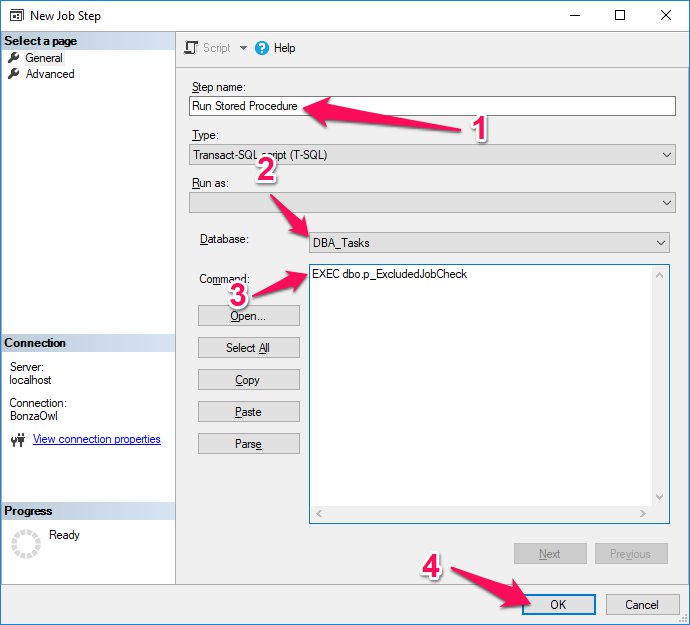 New Job Step
Select a page
General
Advanced
Script
Help
Step name:
Run Stored Procedure
1
Type:
Transact-SQL script (T-SQL)
2
Run as:
Database:
DBA_Tasks
Command:
EXEC dbo.p_ExcludedJobCheck
3
Open...
Select All
Copy
Paste
Parse
Connection
Server:
localhost
Connection:
BonzaOwl
View connection properties
Progress
Ready
Next
Previous
4
OK
Cancel